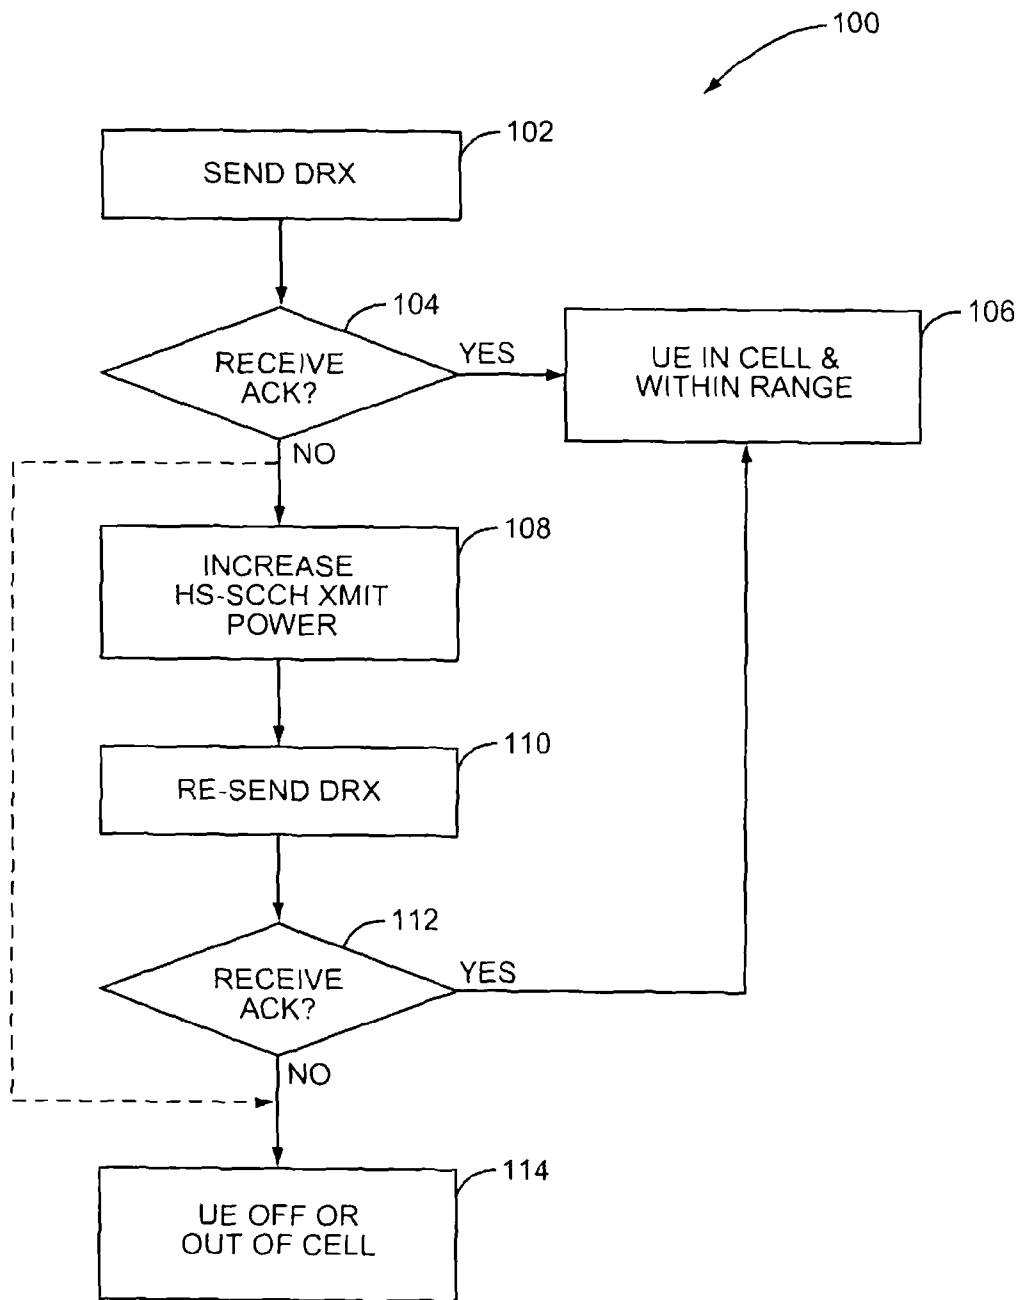 100
102
SEND DRX
104
RECEIVE
ACK?
YES
106
UE IN CELL &
WITHIN RANGE
NO
108
INCREASE
HS-SCCH XMIT
POWER
110
RE-SEND DRX
112
RECEIVE
ACK?
YES
NO
114
UE OFF OR
OUT OF CELL